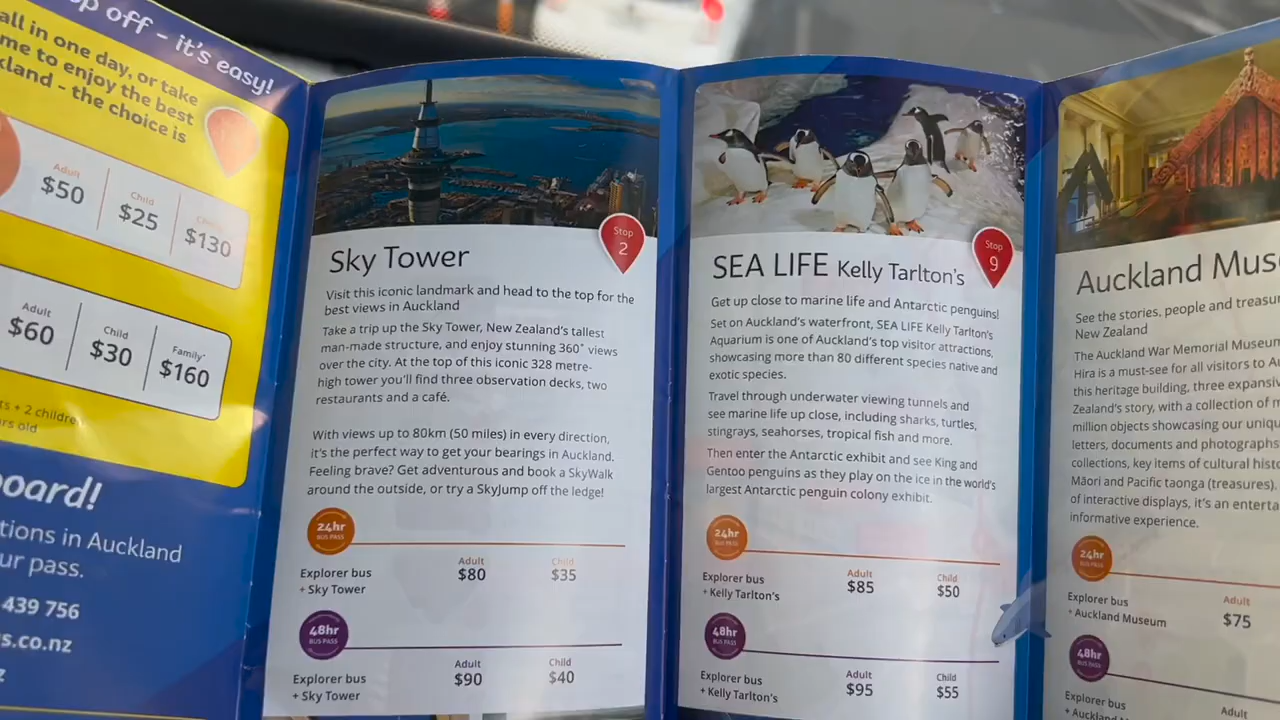 off - it's easy!
all in one day, or take
me to enjoy the best
land - the choice is
Adult
$50
Child
$25
$130
Adult
$60
Child
$30
Family*
$160
+ 2 children
old
board!
in Auckland
pass.
439 756
s.co.nz
Sky Tower
Stop
2
Visit this iconic landmark and head to the top for the
best views in Auckland
Take a trip up the Sky Tower, New Zealand's tallest
man-made structure, and enjoy stunning 360° views
over the city. At the top of this iconic 328 metre-
high tower you'll find three observation decks, two
restaurants and a café.
With views up to 80km (50 miles) in every direction,
it's the perfect way to get your bearings in Auckland.
Feeling brave? Get adventurous and book a SkyWalk
around the outside, or try a SkyJump off the ledge!
24hr
BUS PASS
Explorer bus
+ Sky Tower
Adult
$80
Child
$35
48hr
BUS PASS
Explorer bus
+ Sky Tower
Adult
$90
Child
$40
SEA LIFE Kelly Tarlton's
Stop
9
Get up close to marine life and Antarctic penguins!
Set on Auckland's waterfront, SEA LIFE Kelly Tarlton's
Aquarium is one of Auckland's top visitor attractions,
showcasing more than 80 different species native and
exotic species.
Travel through underwater viewing tunnels and
see marine life up close, including sharks, turtles,
stingrays, seahorses, tropical fish and more.
Then enter the Antarctic exhibit and see King and
Gentoo penguins as they play on the ice in the world's
largest Antarctic penguin colony exhibit.
24hr
BUS PASS
Explorer bus
+ Kelly Tarlton's
Adult
$85
Child
$50
48hr
BUS PASS
Explorer bus
+ Kelly Tarlton's
Adult
$95
Child
$55
Auckland
See the stories, people and
New Zealand
The Auckland War Memorial Museum
Hira is a must-see for all visitors to
this heritage building, three
Zealand's story, with a collection of
million objects showcasing our
letters, documents and photographs
collections, key items of cultural
Māori and Pacific taonga (treasures).
of interactive displays, it's an
informative experience.
24hr
BUS PASS
Explorer bus
+ Auckland Museum
Adult
$75
48hr
BUS PASS
Explorer bus
Adult